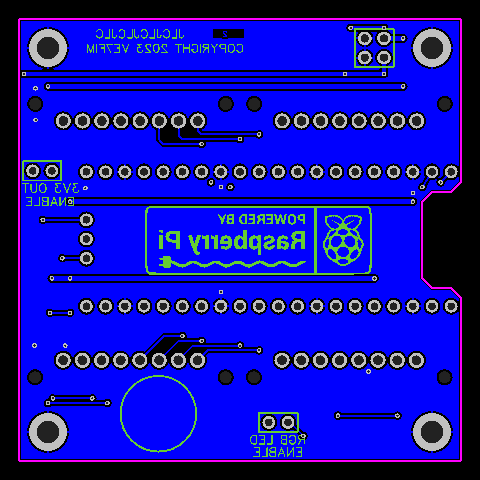 JLCJLCJLCJLC
COPYRIGHT 2023 VE7FIM
3V3 OUT
ENABLE
POWERED BY
Raspberry Pi
RGB LED
ENABLE